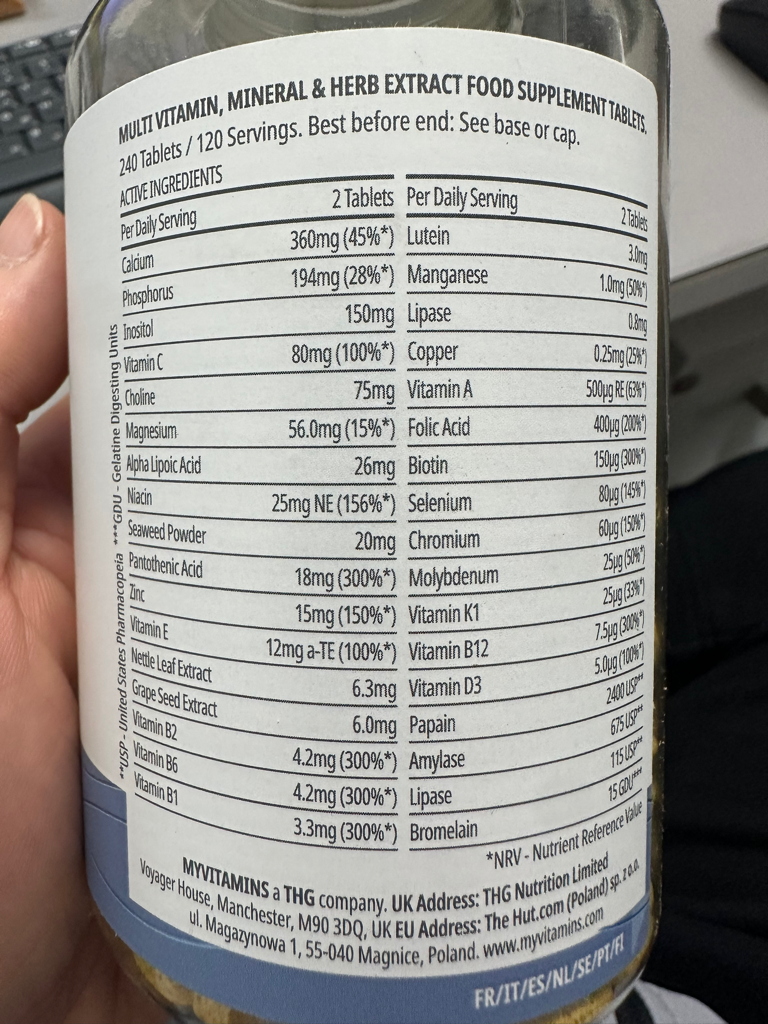 MULTI VITAMIN, MINERAL & HERB EXTRACT FOOD SUPPLEMENT TABLETS.
240 Tablets / 120 Servings. Best before end: See base or cap.
ACTIVE INGREDIENTS
Per Daily Serving 2 Tablets
Calcium 360mg (45%*)
Phosphorus 194mg (28%*)
Inositol 150mg
Vitamin C 80mg (100%*)
Choline 75mg
Magnesium 56.0mg (15%*)
Alpha Lipoic Acid 26mg
Niacin 25mg NE (156%*)
Seaweed Powder 20mg
Pantothenic Acid 18mg (300%*)
Zinc 15mg (150%*)
Vitamin E 12mg a-TE (100%*)
Nettle Leaf Extract 6.3mg
Grape Seed Extract 6.0mg
Vitamin B2 4.2mg (300%*)
Vitamin B6 4.2mg (300%*)
Vitamin B1 3.3mg (300%*)
Per Daily Serving 2 Tablets
Lutein 3.0mg
Manganese 1.0mg (50%*)
Lipase 0.8mg
Copper 0.25mg (25%*)
Vitamin A 500µg RE (63%*)
Folic Acid 400µg (200%*)
Biotin 150µg (300%*)
Selenium 80µg (145%*)
Chromium 60µg (150%*)
Molybdenum 25µg (50%*)
Vitamin K1 25µg (33%*)
Vitamin B12 7.5µg (300%*)
Vitamin D3 5.0µg (100%*)
Papain 2400 USP**
Amylase 675 USP**
Lipase 115 USP**
Bromelain 15 GDU***
*NRV - Nutrient Reference Value
**USP - United States Pharmacopeia ***GDU - Gelatine Digesting Units
MYVITAMINS a THG company. UK Address: THG Nutrition Limited
Voyager House, Manchester, M90 3DQ, UK EU Address: The Hut.com (Poland) sp. z o.o.
ul. Magazynowa 1, 55-040 Magnice, Poland. www.myvitamins.com
FR/IT/ES/NL/SE/PT/FI